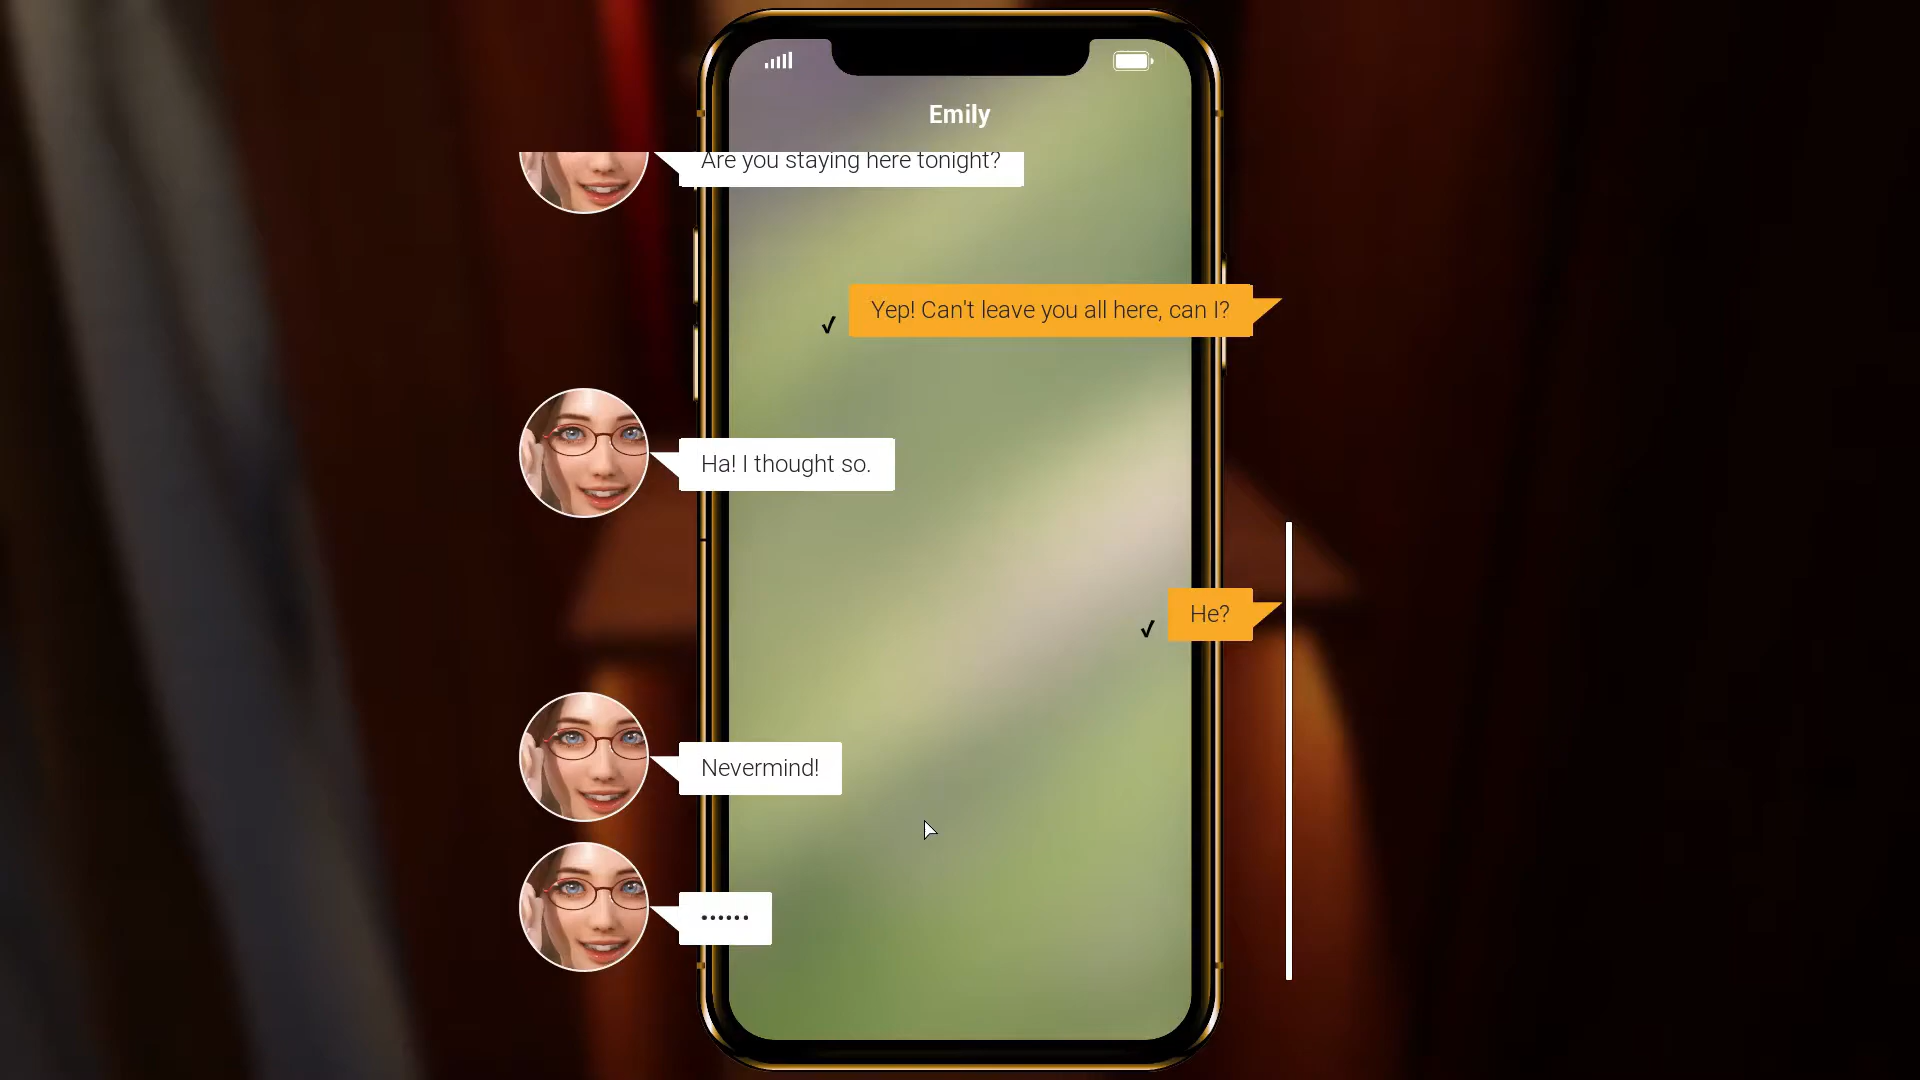 Emily
Are you staying here tonight?
Yep! Can't leave you all here, can I?
Ha! I thought so.
He?
Nevermind!
••••••